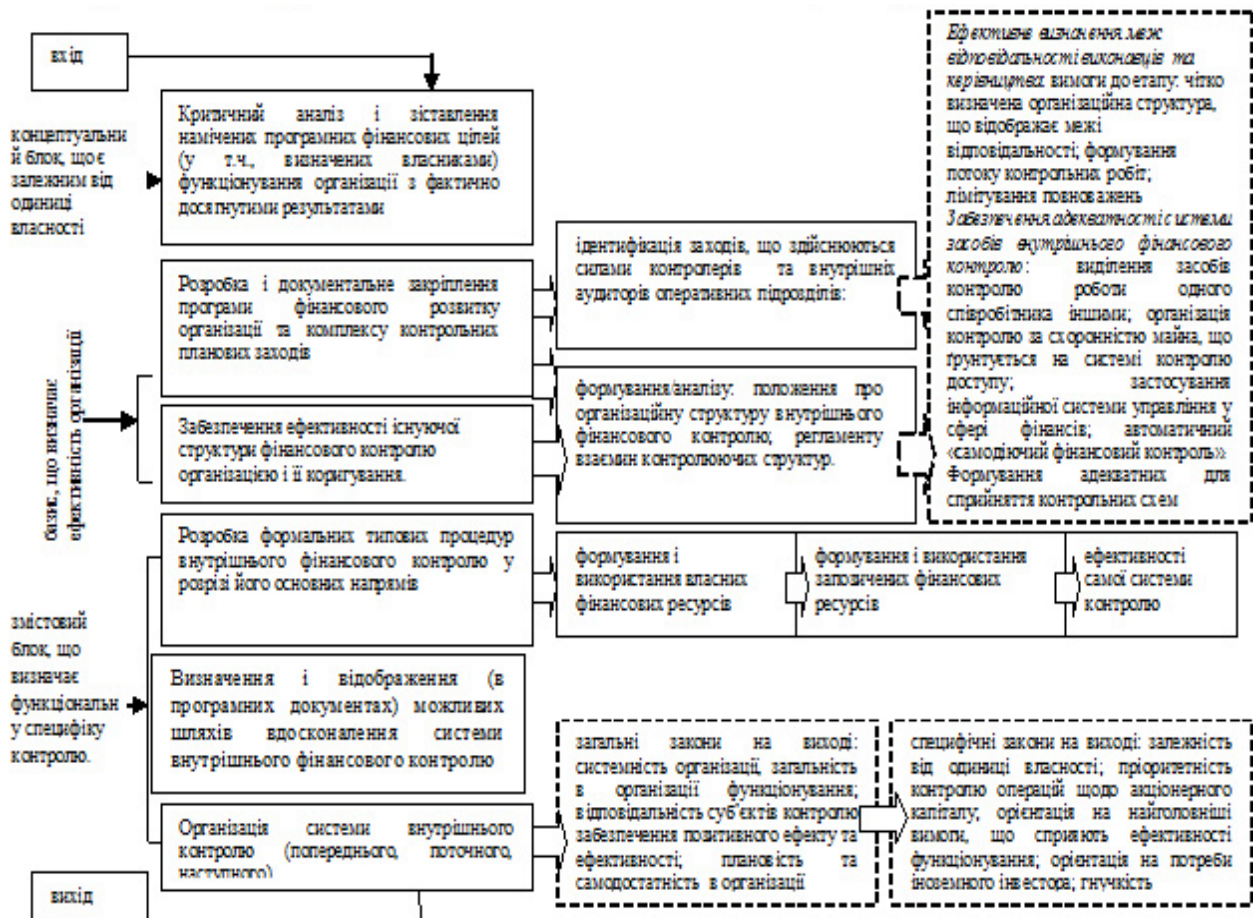 вхід
концептуальни
й блок, що є
залежним від
одиниці
власності
Критичний аналіз і зіставлення
намічених програмних фінансових цілей
(у т.ч., визначених власниками)
функціонування організації з фактично
досягнутими результатами
базис, що визначає
ефективність організації
Розробка і документальне закріплення
програми фінансового розвитку
організації та комплексу контрольних
планових заходів
Забезпечення ефективності існуючої
структури фінансового контролю
організацією і її коригування.
ідентифікація заходів, що здійснюються
силами контролерів та внутрішніх
аудиторів оперативних підрозділів:
формування/аналізу: положення про
організаційну структуру внутрішнього
фінансового контролю; регламенту
взаємин контролюючих структур.
Ефективне визначення меж
відповідальності виконавців та
керівництва: вимоги до етапу: чітко
визначена організаційна структура,
що відображає межі
відповідальності; формування
потоку контрольних робіт;
лімітування повноважень
Забезпечення адекватності системи
засобів внутрішнього фінансового
контролю: виділення засобів
контролю роботи одного
співробітника іншими; організація
контролю за схоронністю майна, що
ґрунтується на системі контролю
доступу; застосування
інформаційної системи управління у
сфері фінансів; автоматичний
«самодіючий фінансовий контроль»
Формування адекватних для
сприйняття контрольних схем
змістовий
блок, що
визначає
функціональн
у специфіку
контролю.
Розробка формальних типових процедур
внутрішнього фінансового контролю у
розрізі його основних напрямів
формування і
використання власних
фінансових ресурсів
формування і використання
запозичених фінансових
ресурсів
ефективності
самої системи
контролю
Визначення і відображення (в
програмних документах) можливих
шляхів вдосконалення системи
внутрішнього фінансового контролю
Організація системи внутрішнього
контролю (попереднього, поточного,
наступного)
загальні закони на виході:
системність організації, загальність
в організації функціонування;
відповідальність суб'єктів контролю
забезпечення позитивного ефекту та
ефективності; плановість та
самодостатність в організації
специфічні закони на виході: залежність
від одиниці власності; пріоритетність
контролю операцій щодо акціонерного
капіталу; орієнтація на найголовніші
вимоги, що сприяють ефективності
функціонування; орієнтація на потреби
іноземного інвестора; гнучкість
вихід